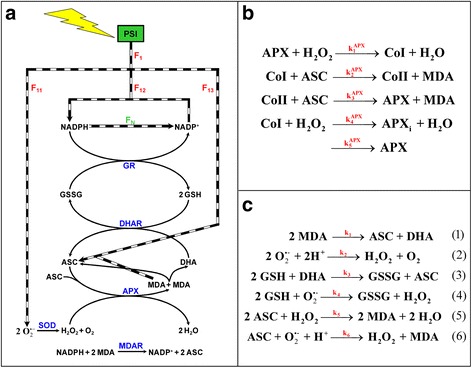 a
PSI
F₁
F₁₁
F₁₂
F₁₃
NADPH
Fₙ
NADP⁺
GR
GSSG
2 GSH
DHAR
ASC
DHA
ASC
MDA + MDA
APX
2 O₂•⁻
SOD
H₂O₂ + O₂
2 H₂O
NADPH + 2 MDA
MDAR
NADP⁺ + 2 ASC
b
APX + H₂O₂ k₁ᴬᴾˣ → CoI + H₂O
CoI + ASC k₂ᴬᴾˣ → CoII + MDA
CoII + ASC k₃ᴬᴾˣ → APX + MDA
CoI + H₂O₂ k₄ᴬᴾˣ → APXᵢ + H₂O
k₅ᴬᴾˣ → APX
c
2 MDA k₁ → ASC + DHA (1)
2 O₂•⁻ + 2H⁺ k₂ → H₂O₂ + O₂ (2)
2 GSH + DHA k₃ → GSSG + ASC (3)
2 GSH + O₂•⁻ k₄ → GSSG + H₂O₂ (4)
2 ASC + H₂O₂ k₅ → 2 MDA + 2 H₂O (5)
ASC + O₂•⁻ + H⁺ k₆ → H₂O₂ + MDA (6)